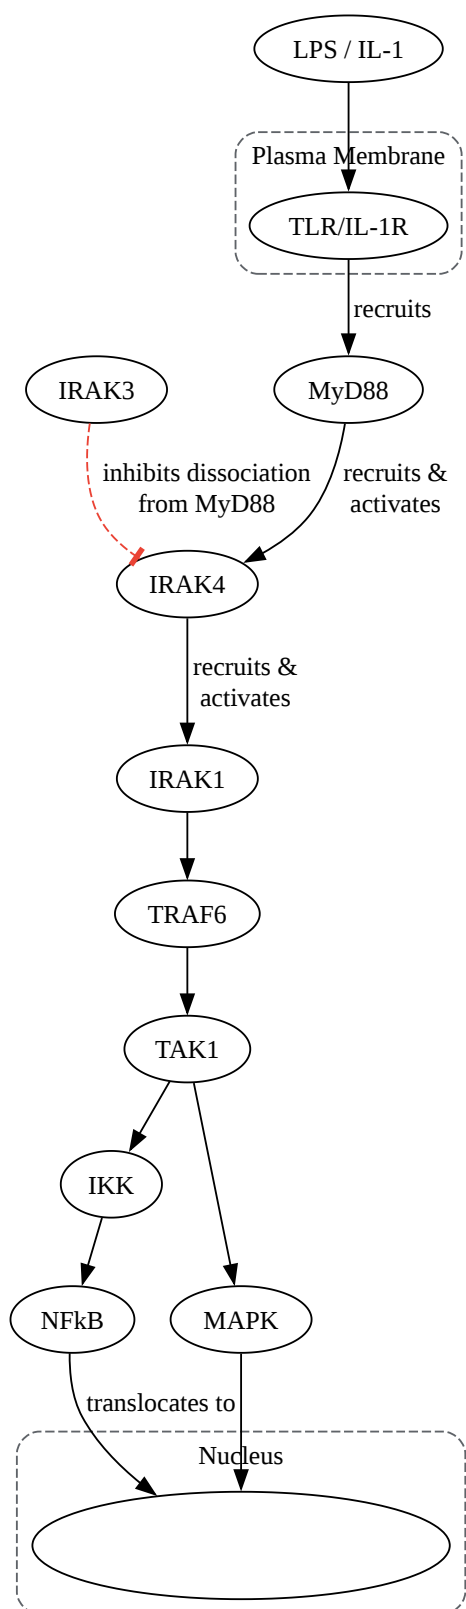 LPS / IL-1
Plasma Membrane
TLR/IL-1R
recruits
IRAK3
MyD88
inhibits dissociation
from MyD88
recruits &
activates
IRAK4
recruits &
activates
IRAK1
TRAF6
TAK1
IKK
NFkB
MAPK
translocates to
Nucleus